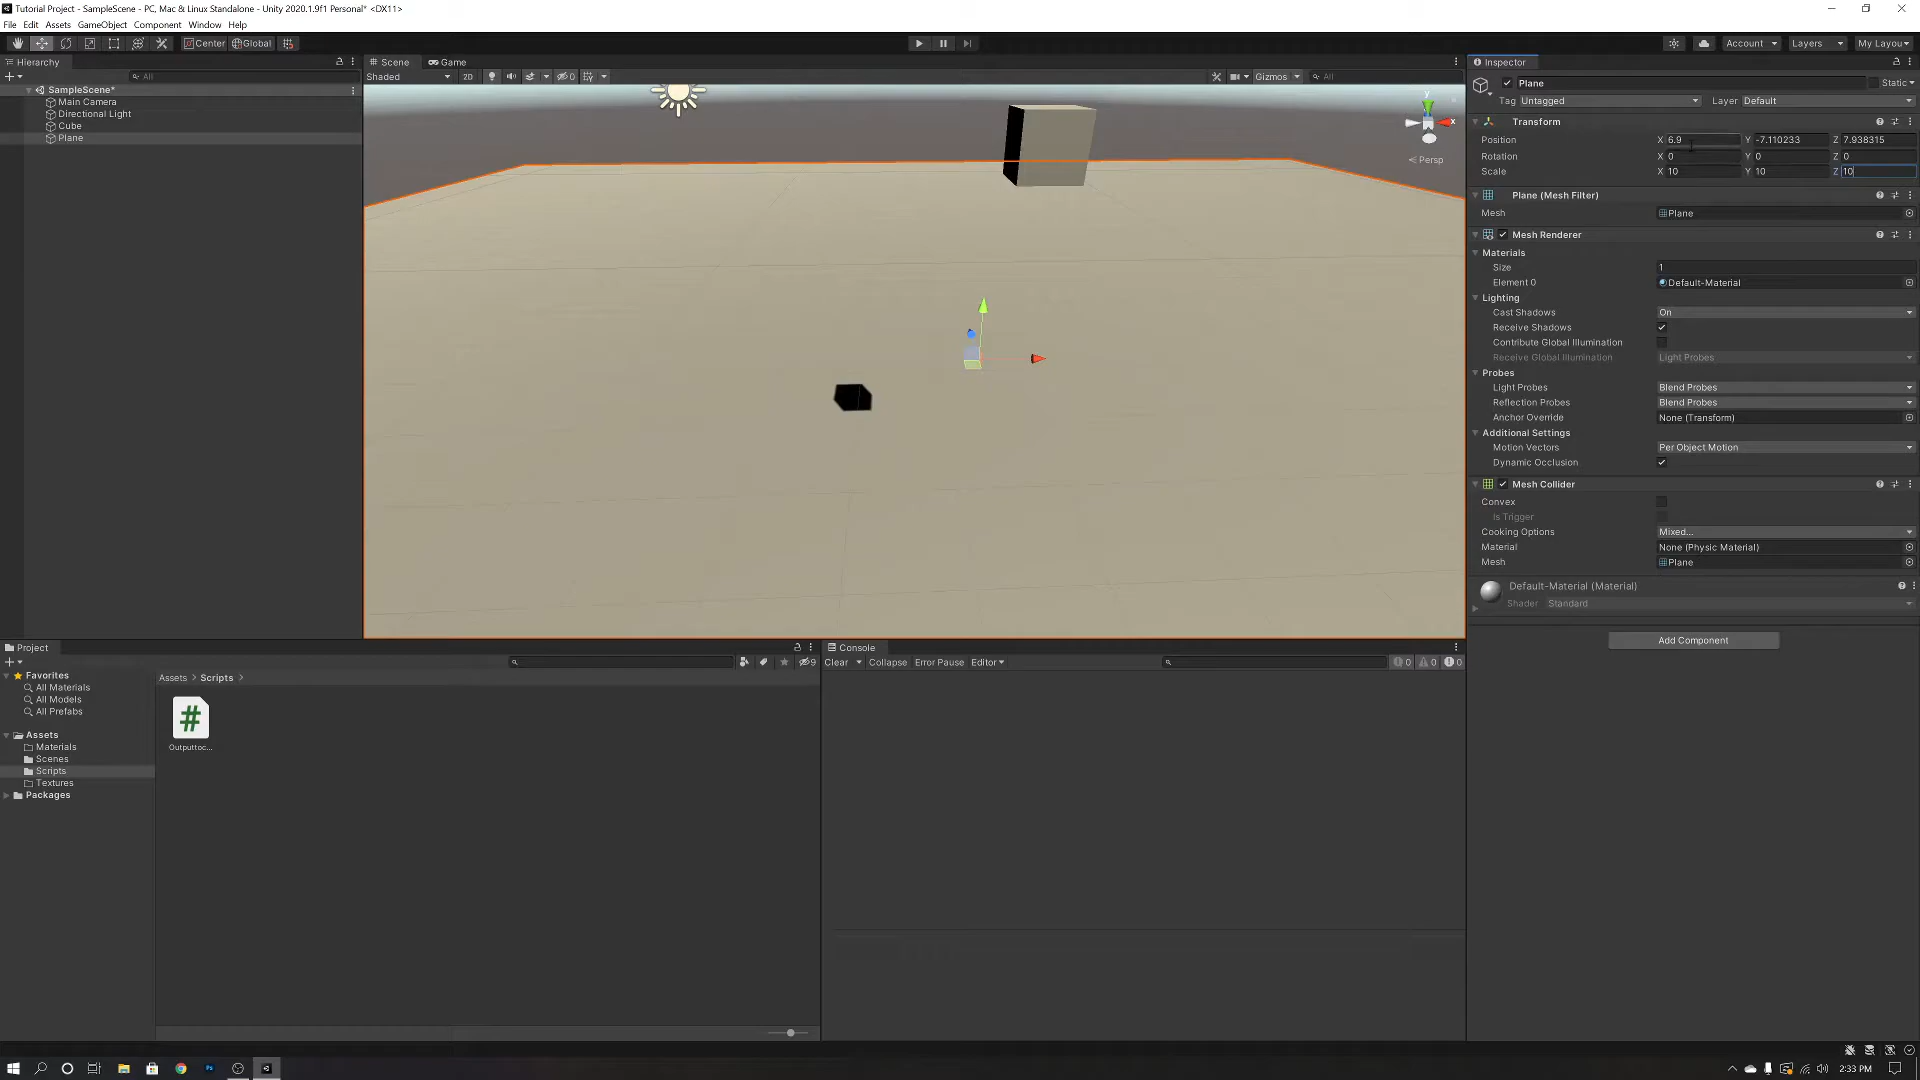 Tutorial Project - SampleScene - PC, Mac & Linux Standalone - Unity 2020.1.9f1 Personal* <DX11>
File Edit Assets GameObject Component Window Help
Center Global Account Layers My Layou
Hierarchy
All
SampleScene*
Main Camera
Directional Light
Cube
Plane
Scene Game
Shaded 2D 0 Gizmos All
y
x
< Persp
Inspector
Plane Static
Tag Untagged Layer Default
Transform
Position X 6.9 Y -7.110233 Z 7.938315
Rotation X 0 Y 0 Z 0
Scale X 10 Y 10 Z 10
Plane (Mesh Filter)
Mesh Plane
Mesh Renderer
Materials
Size 1
Element 0 Default-Material
Lighting
Cast Shadows On
Receive Shadows
Contribute Global Illumination
Receive Global Illumination Light Probes
Probes
Light Probes Blend Probes
Reflection Probes Blend Probes
Anchor Override None (Transform)
Additional Settings
Motion Vectors Per Object Motion
Dynamic Occlusion
Mesh Collider
Convex
Is Trigger
Cooking Options Mixed...
Material None (Physic Material)
Mesh Plane
Default-Material (Material)
Shader Standard
Add Component
Project
9
Favorites
All Materials
All Models
All Prefabs
Assets
Materials
Scenes
Scripts
Textures
Packages
Assets > Scripts >
#
Outputtoc...
Console
Clear Collapse Error Pause Editor 0 0 0
2:33 PM